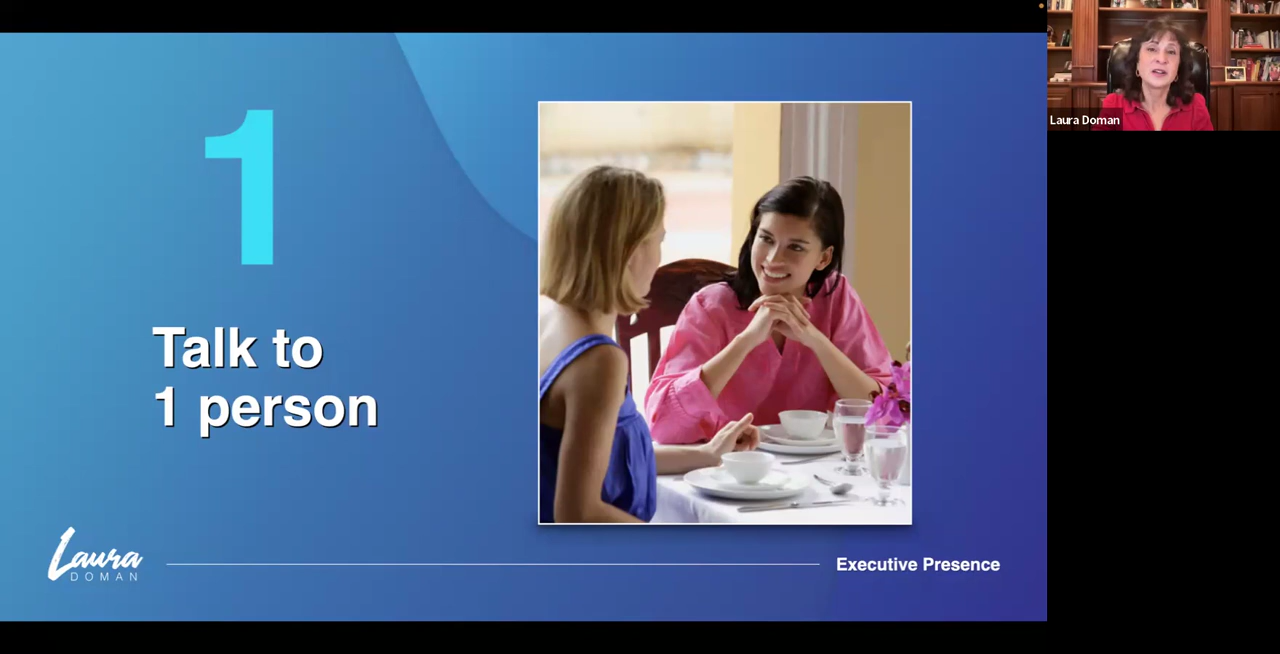 1
Talk to
1 person
Laura
DOMAN
Executive Presence
Laura Doman